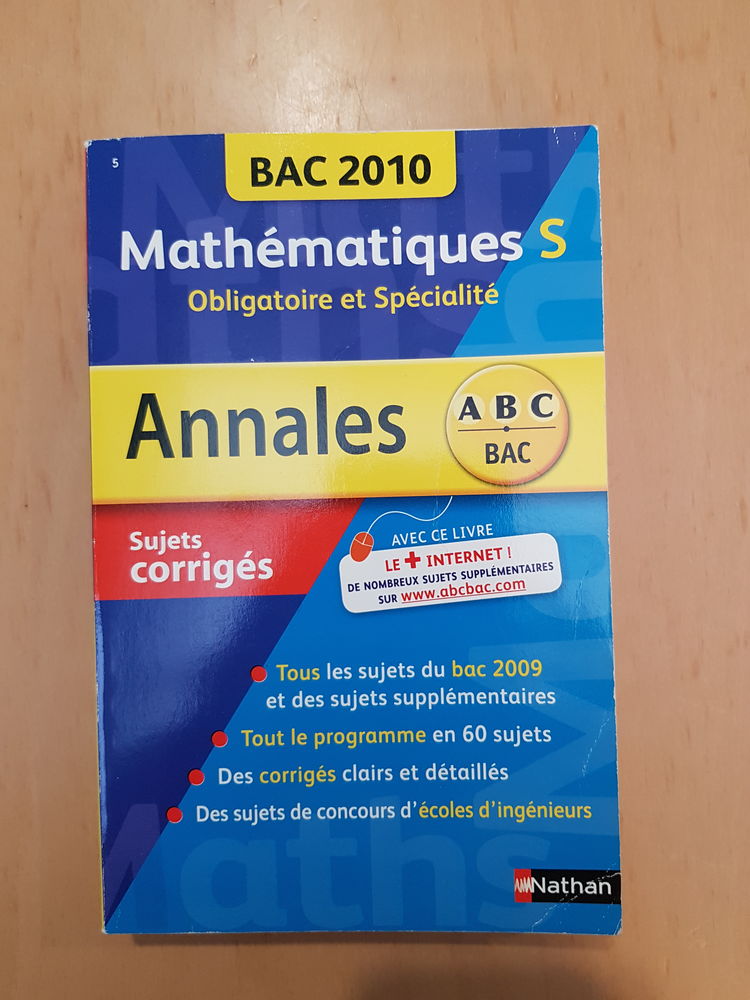 5
BAC 2010
Mathématiques S
Obligatoire et Spécialité
Annales
A B C
BAC
Sujets
corrigés
AVEC CE LIVRE
LE + INTERNET !
DE NOMBREUX SUJETS SUPPLÉMENTAIRES
SUR www.abcbac.com
Tous les sujets du bac 2009
et des sujets supplémentaires
Tout le programme en 60 sujets
Des corrigés clairs et détaillés
Des sujets de concours d'écoles d'ingénieurs
Maths
Nathan